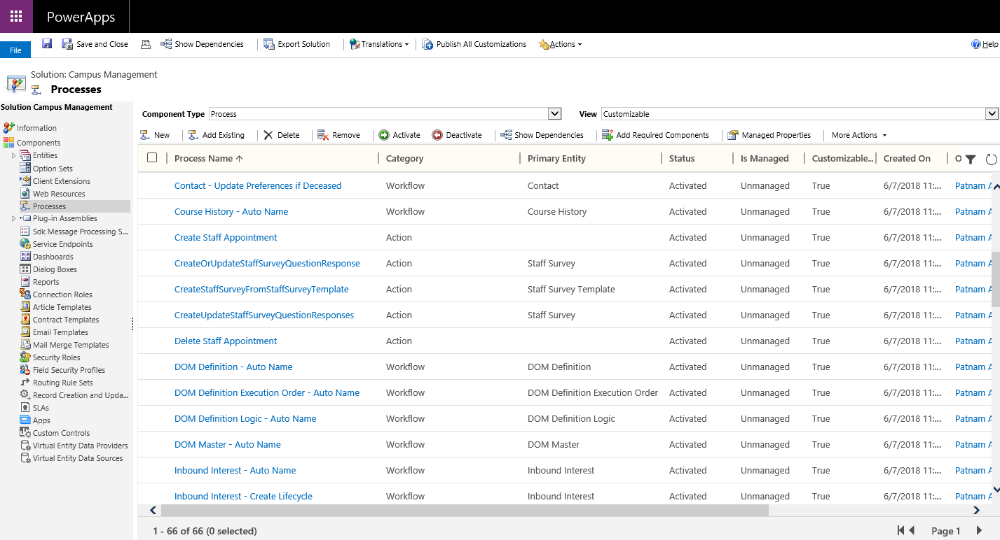 PowerApps
File Save and Close Show Dependencies Export Solution Translations Publish All Customizations Actions Help
Solution: Campus Management
Processes
Solution Campus Management
Information
Components
Entities
Option Sets
Client Extensions
Web Resources
Processes
Plug-in Assemblies
Sdk Message Processing S...
Service Endpoints
Dashboards
Dialog Boxes
Reports
Connection Roles
Article Templates
Contract Templates
Email Templates
Mail Merge Templates
Security Roles
Field Security Profiles
Routing Rule Sets
Record Creation and Upda...
SLAs
Apps
Custom Controls
Virtual Entity Data Providers
Virtual Entity Data Sources
Component Type Process View Customizable
New Add Existing Delete Remove Activate Deactivate Show Dependencies Add Required Components Managed Properties More Actions
Process Name Category Primary Entity Status Is Managed Customizable... Created On O
Contact - Update Preferences if Deceased Workflow Contact Activated Unmanaged True 6/7/2018 11:... Patnam A
Course History - Auto Name Workflow Course History Activated Unmanaged True 6/7/2018 11:... Patnam A
Create Staff Appointment Action Activated Unmanaged True 6/7/2018 11:... Patnam A
CreateOrUpdateStaffSurveyQuestionResponse Action Staff Survey Activated Unmanaged True 6/7/2018 11:... Patnam A
CreateStaffSurveyFromStaffSurveyTemplate Action Staff Survey Template Activated Unmanaged True 6/7/2018 11:... Patnam A
CreateUpdateStaffSurveyQuestionResponses Action Staff Survey Activated Unmanaged True 6/7/2018 11:... Patnam A
Delete Staff Appointment Action Activated Unmanaged True 6/7/2018 11:... Patnam A
DOM Definition - Auto Name Workflow DOM Definition Activated Unmanaged True 6/7/2018 11:... Patnam A
DOM Definition Execution Order - Auto Name Workflow DOM Definition Execution Order Activated Unmanaged True 6/7/2018 11:... Patnam A
DOM Definition Logic - Auto Name Workflow DOM Definition Logic Activated Unmanaged True 6/7/2018 11:... Patnam A
DOM Master - Auto Name Workflow DOM Master Activated Unmanaged True 6/7/2018 11:... Patnam A
Inbound Interest - Auto Name Workflow Inbound Interest Activated Unmanaged True 6/7/2018 11:... Patnam A
Inbound Interest - Create Lifecycle Workflow Inbound Interest Activated Unmanaged True 6/7/2018 11:... Patnam A
1 - 66 of 66 (0 selected) Page 1